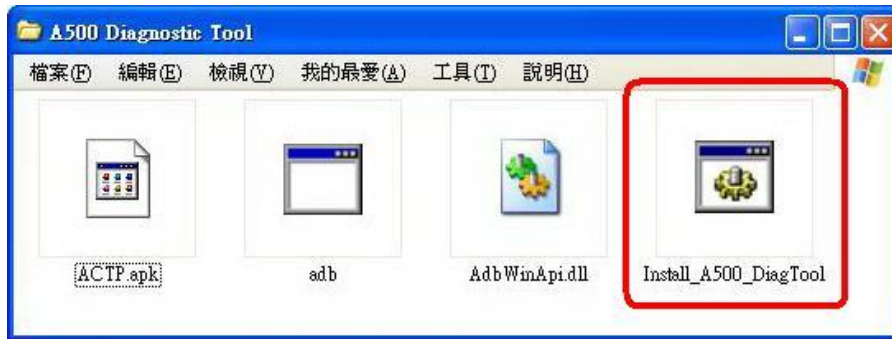 A500 Diagnostic Tool
檔案(F) 編輯(E) 檢視(V) 我的最愛(A) 工具(T) 說明(H)
ACTP.apk
adb
AdbWinApi.dll
Install_A500_DiagTool